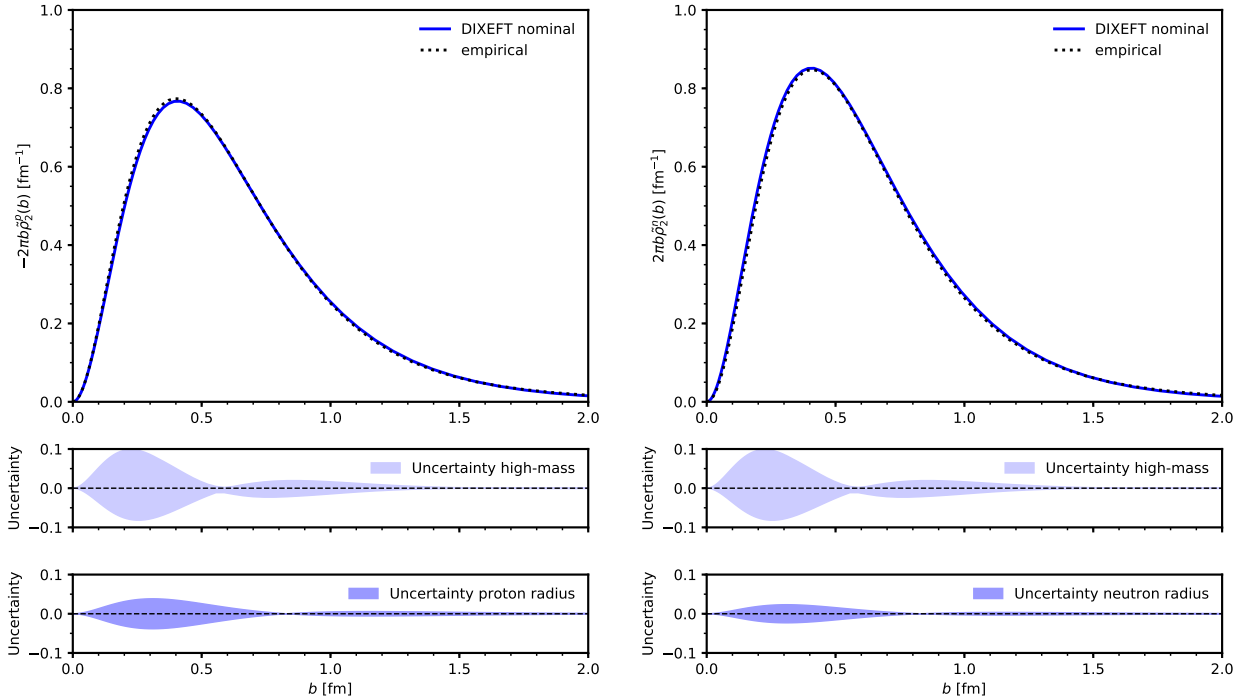 1.0
0.8
0.6
0.4
0.2
0.0
−2πbρ̃₂ᵖ(b) [fm⁻¹]
DIXEFT nominal
empirical
0.0 0.5 1.0 1.5 2.0
0.1
0.0
−0.1
Uncertainty
Uncertainty high-mass
0.1
0.0
−0.1
Uncertainty
Uncertainty proton radius
0.0 0.5 1.0 1.5 2.0
b [fm]
1.0
0.8
0.6
0.4
0.2
0.0
2πbρ̃₂ⁿ(b) [fm⁻¹]
DIXEFT nominal
empirical
0.0 0.5 1.0 1.5 2.0
0.1
0.0
−0.1
Uncertainty
Uncertainty high-mass
0.1
0.0
−0.1
Uncertainty
Uncertainty neutron radius
0.0 0.5 1.0 1.5 2.0
b [fm]